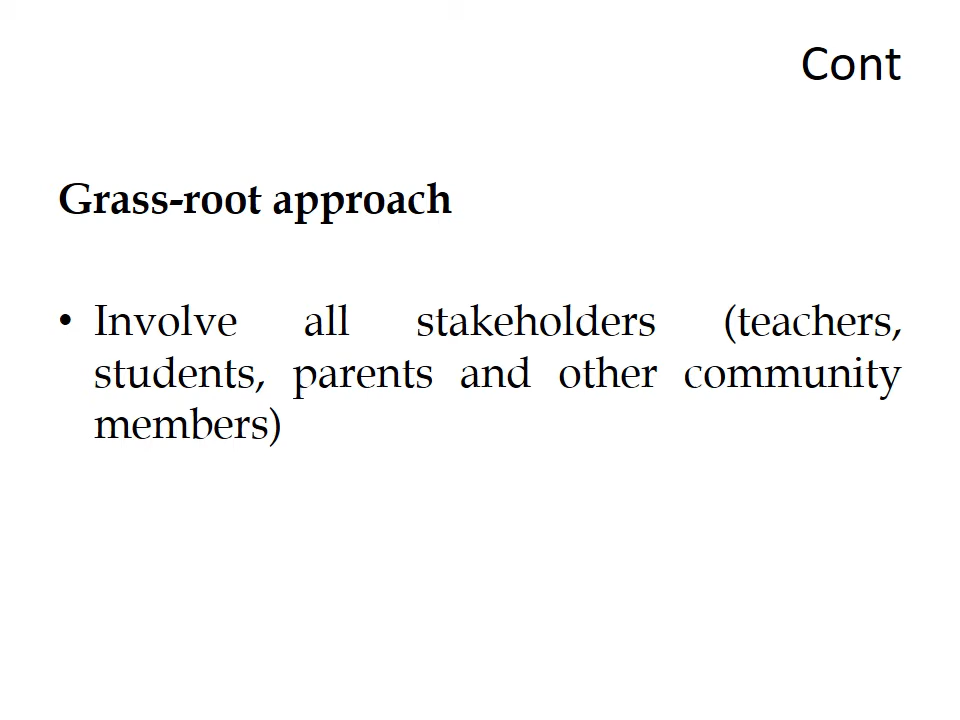 Cont
Grass-root approach
• Involve all stakeholders (teachers,
students, parents and other community
members)